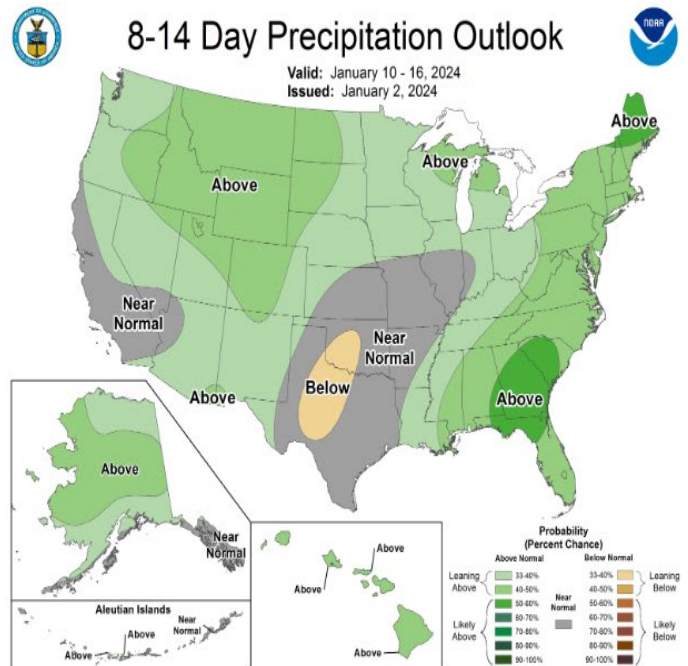 8-14 Day Precipitation Outlook
NOAA
Valid: January 10 - 16, 2024
Issued: January 2, 2024
Above
Above
Above
Near
Normal
Near
Normal
Below
Above
Above
Above
Near
Normal
Aleutian Islands
Above
Near
Normal
Above
Above
Above
Above
Probability
(Percent Chance)
Above Normal
Below Normal
Leaning
Above
33-40%
40-50%
Likely
Above
50-60%
60-70%
70-80%
80-90%
90-100%
Near
Normal
33-40%
40-50%
Leaning
Below
50-60%
60-70%
70-80%
80-90%
90-100%
Likely
Below